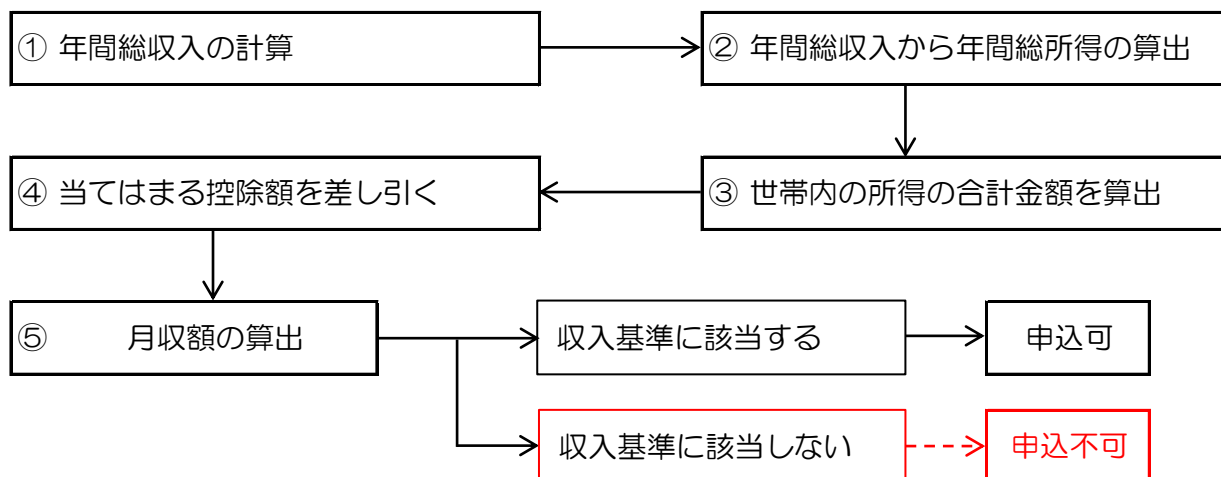 ① 年間総収入の計算
② 年間総収入から年間総所得の算出
③ 世帯内の所得の合計金額を算出
④ 当てはまる控除額を差し引く
⑤ 月収額の算出
収入基準に該当する
申込可
収入基準に該当しない
申込不可